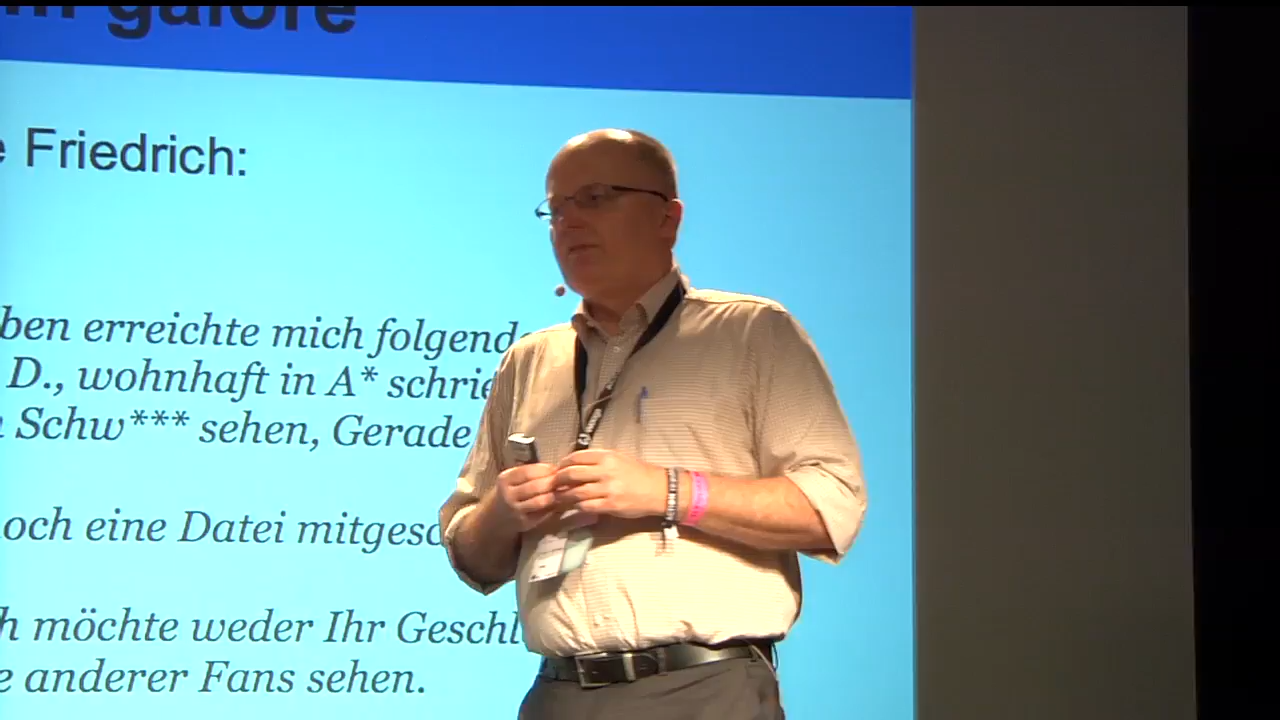 galore
Friedrich:
ben erreichte mich folgende
D., wohnhaft in A* schrie
Schw*** sehen, Gerade
och eine Datei mitgesc
h möchte weder Ihr Geschl
e anderer Fans sehen.